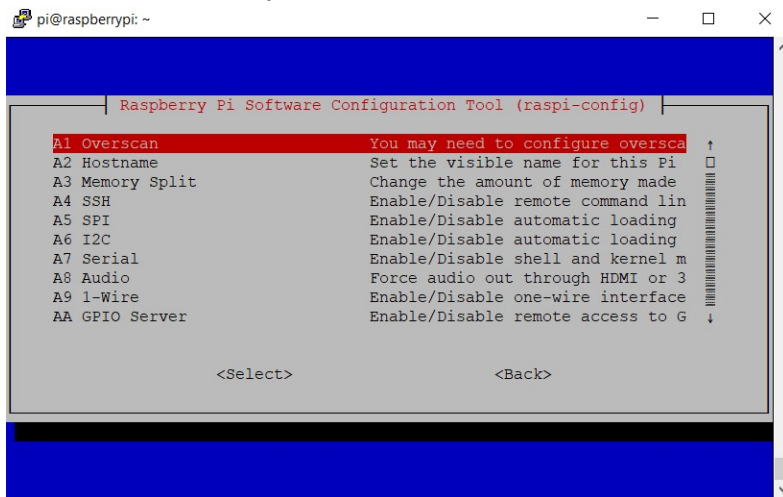 pi@raspberrypi: ~
Raspberry Pi Software Configuration Tool (raspi-config)
A1 Overscan You may need to configure oversca
A2 Hostname Set the visible name for this Pi
A3 Memory Split Change the amount of memory made
A4 SSH Enable/Disable remote command lin
A5 SPI Enable/Disable automatic loading
A6 I2C Enable/Disable automatic loading
A7 Serial Enable/Disable shell and kernel m
A8 Audio Force audio out through HDMI or 3
A9 1-Wire Enable/Disable one-wire interface
AA GPIO Server Enable/Disable remote access to G
<Select> <Back>